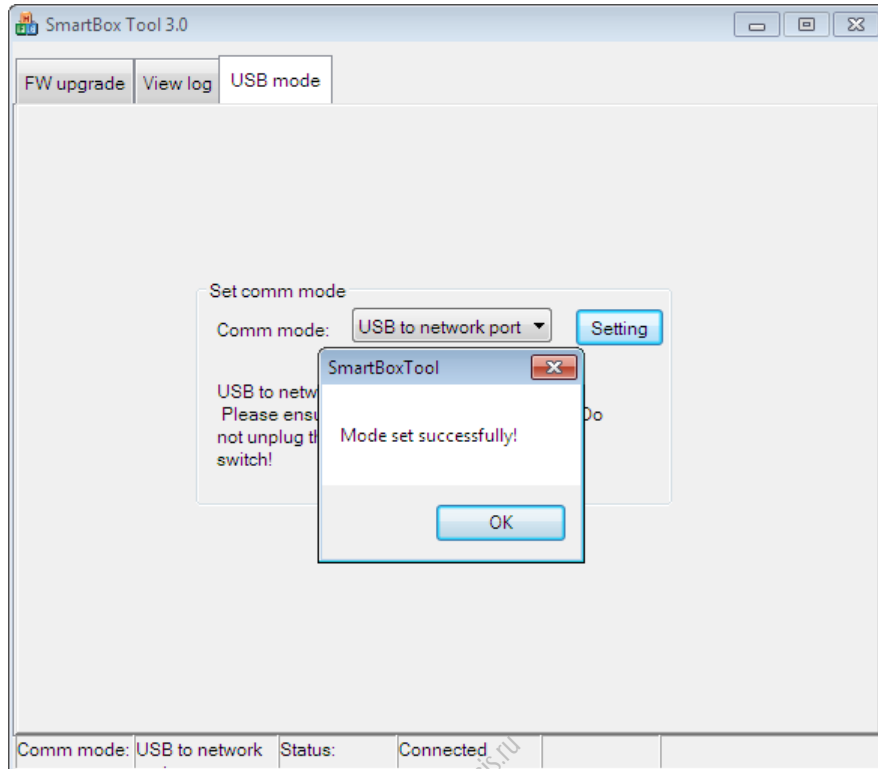 SmartBox Tool 3.0
FW upgrade View log USB mode
Set comm mode
Comm mode: USB to network port Setting
SmartBoxTool
USB to netw
Please ensu Do
not unplug th
switch!
Mode set successfully!
OK
Comm mode: USB to network Status: Connected